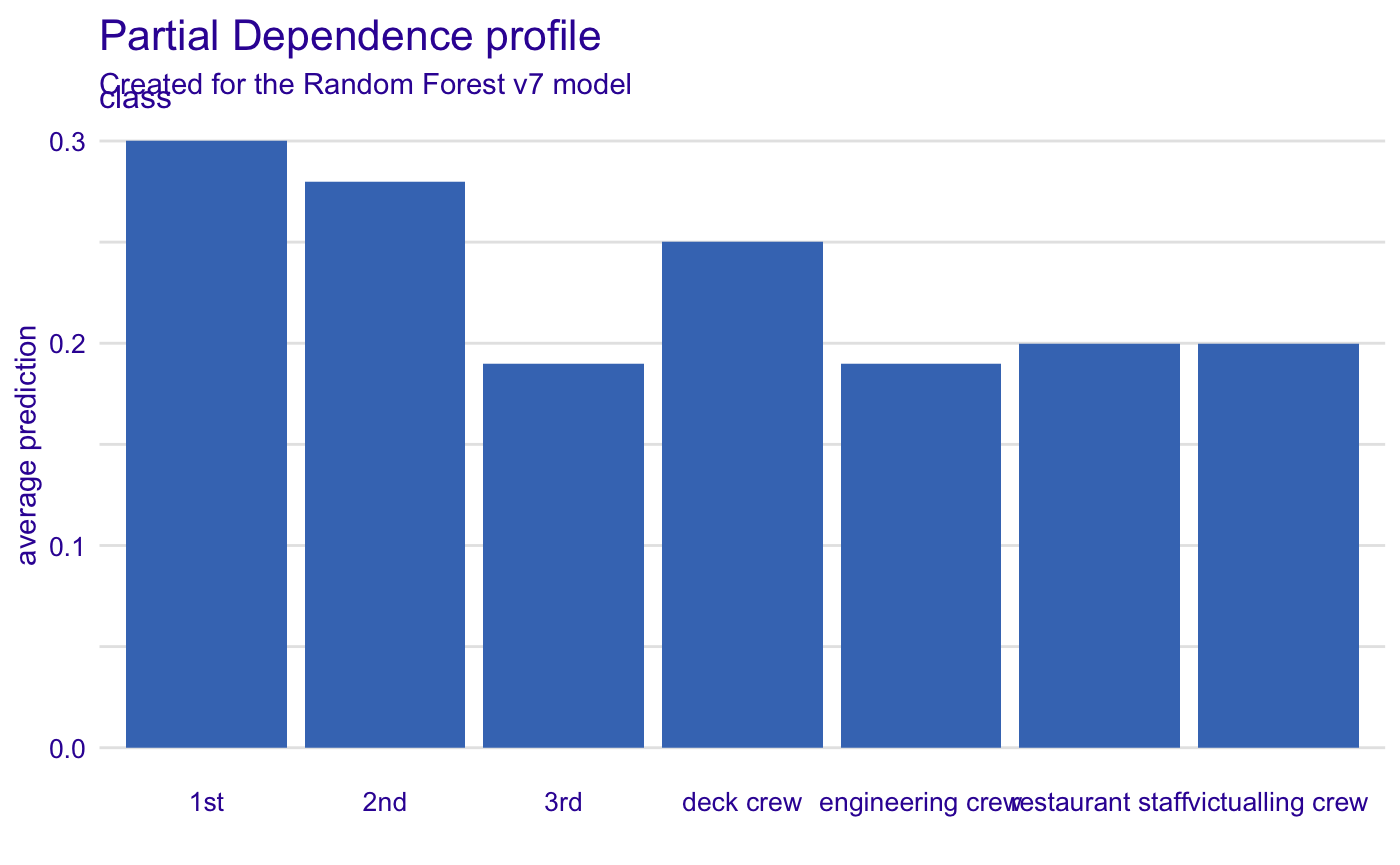 Partial Dependence profile
Created for the Random Forest v7 model
class
average prediction
0.3
0.2
0.1
0.0
1st 2nd 3rd deck crew engineering crew restaurant staff victualling crew